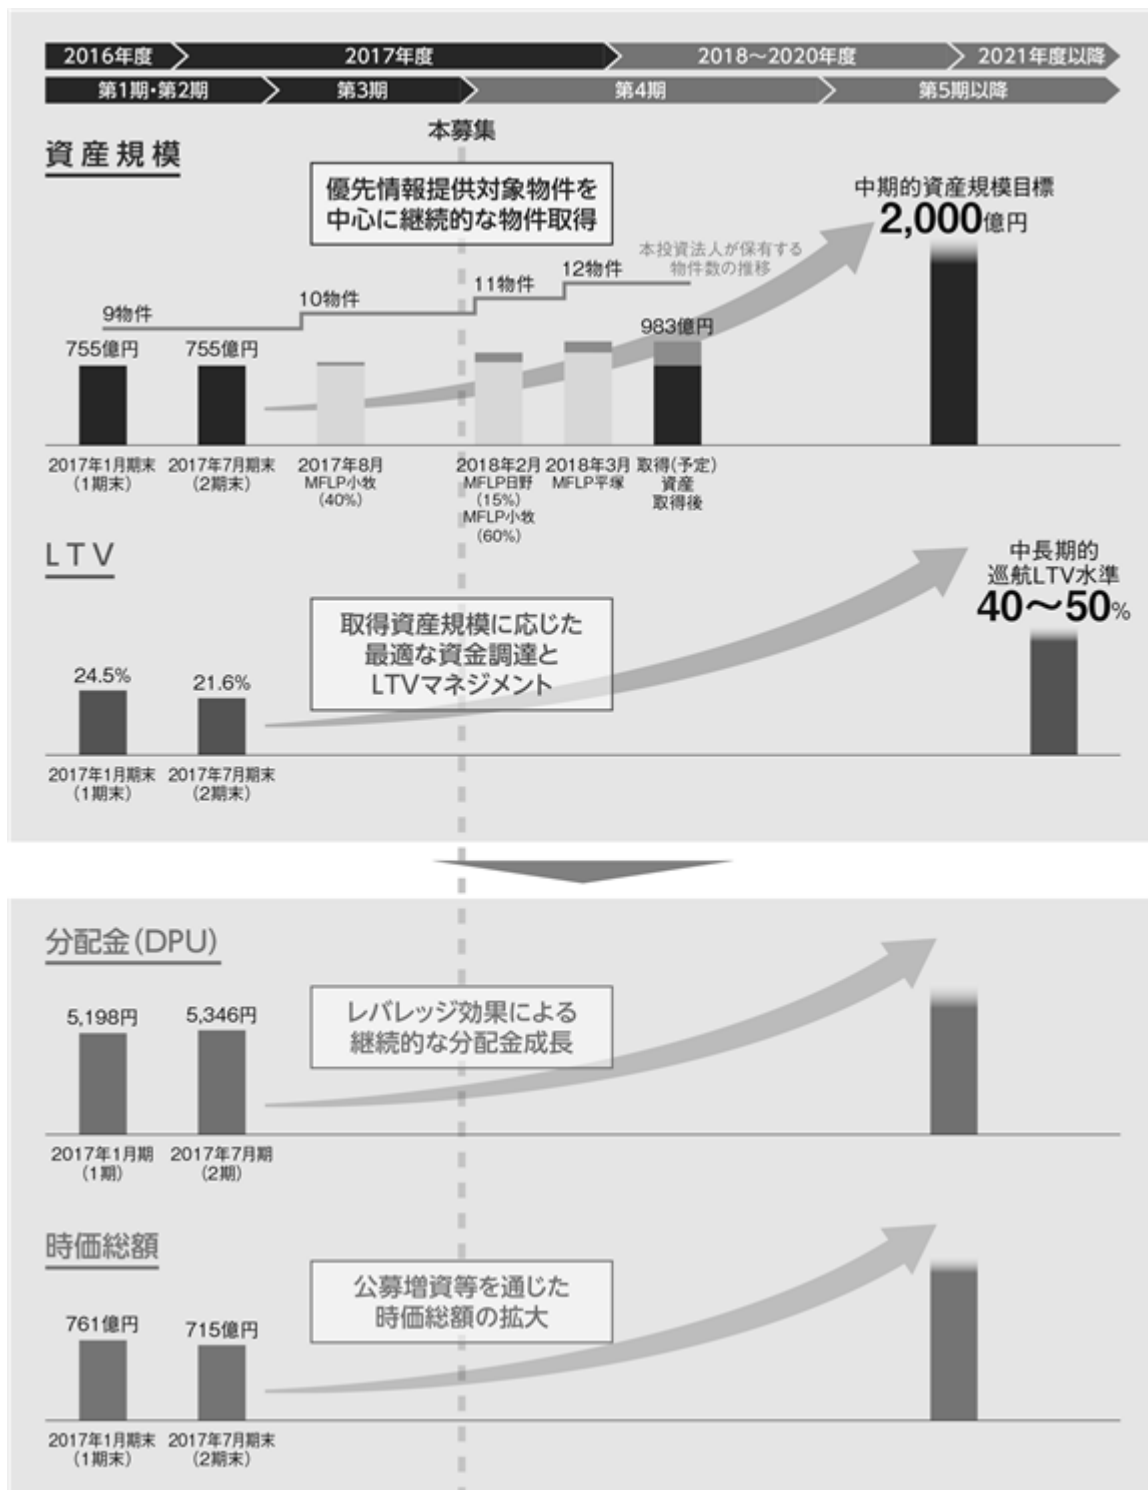 2016年度
2017年度
2018～2020年度
2021年度以降
第1期・第2期
第3期
第4期
第5期以降
本募集
資産規模
優先情報提供対象物件を
中心に継続的な物件取得
中期的資産規模目標
2,000億円
本投資法人が保有する
物件数の推移
9物件
10物件
11物件
12物件
755億円
755億円
983億円
2017年1月期末
(1期末)
2017年7月期末
(2期末)
2017年8月
MFLP小牧
(40%)
2018年2月
MFLP日野
(15%)
MFLP小牧
(60%)
2018年3月
MFLP平塚
取得(予定)
資産
取得後
LTV
取得資産規模に応じた
最適な資金調達と
LTVマネジメント
中長期的
巡航LTV水準
40～50%
24.5%
21.6%
2017年1月期末
(1期末)
2017年7月期末
(2期末)
分配金(DPU)
レバレッジ効果による
継続的な分配金成長
5,198円
5,346円
2017年1月期
(1期)
2017年7月期
(2期)
時価総額
公募増資等を通じた
時価総額の拡大
761億円
715億円
2017年1月期末
(1期末)
2017年7月期末
(2期末)